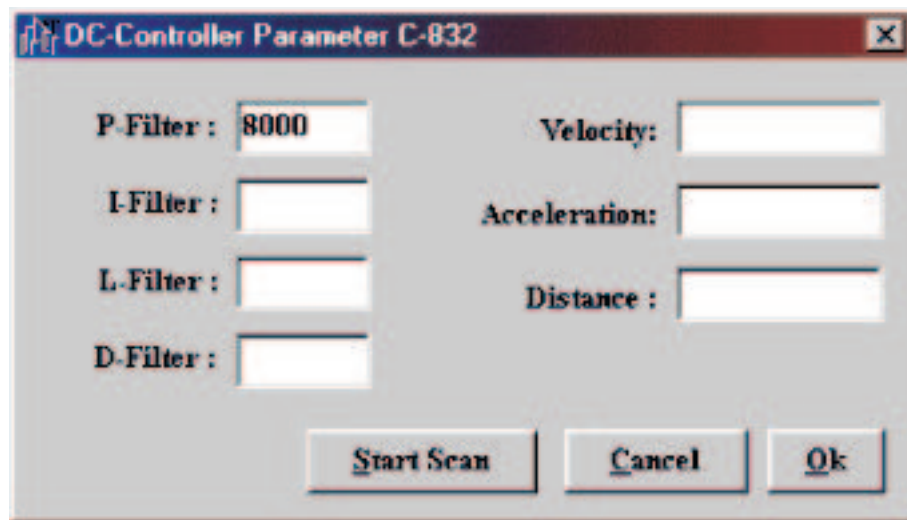 DC-Controller Parameter C-832
P-Filter : 8000
Velocity:
I-Filter :
Acceleration:
L-Filter :
Distance :
D-Filter :
Start Scan
Cancel
Ok